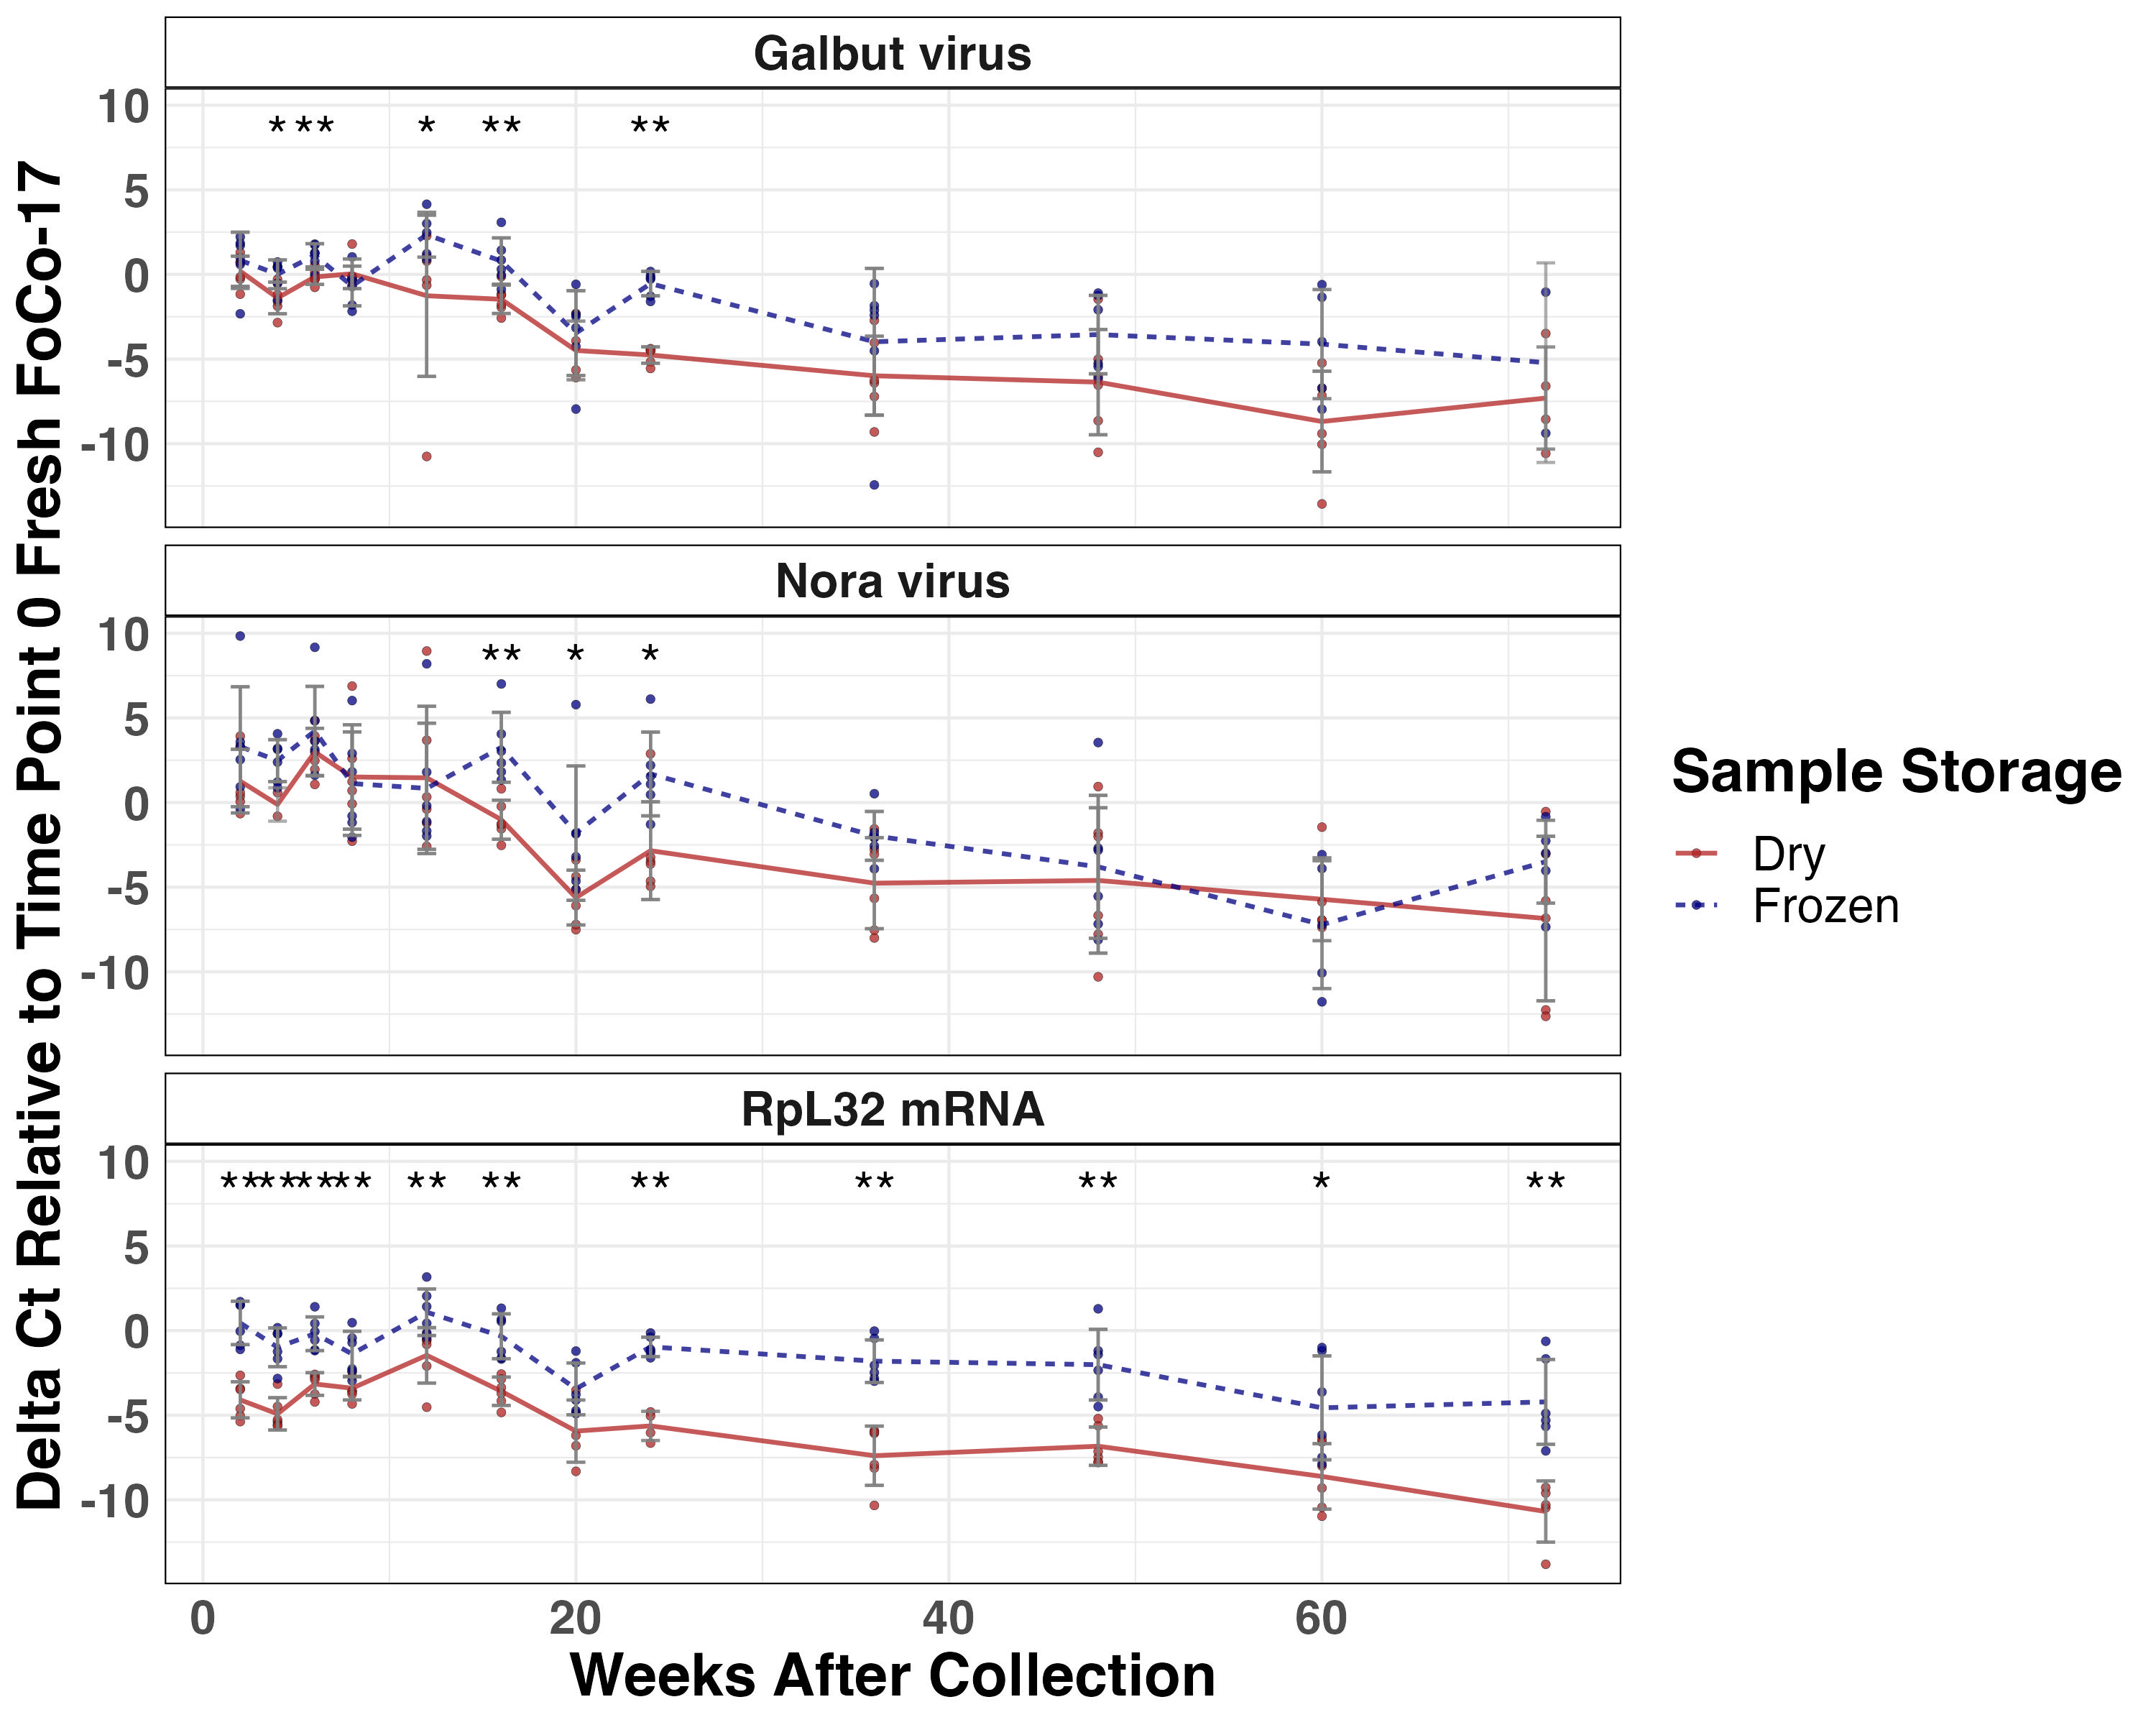 Delta Ct Relative to Time Point 0 Fresh FoCo-17
Galbut virus
10
5
0
-5
-10
* ** * ** **
Nora virus
10
5
0
-5
-10
** * *
RpL32 mRNA
10
5
0
-5
-10
** ** ** ** ** ** ** ** ** * **
0 20 40 60
Weeks After Collection
Sample Storage
Dry
Frozen